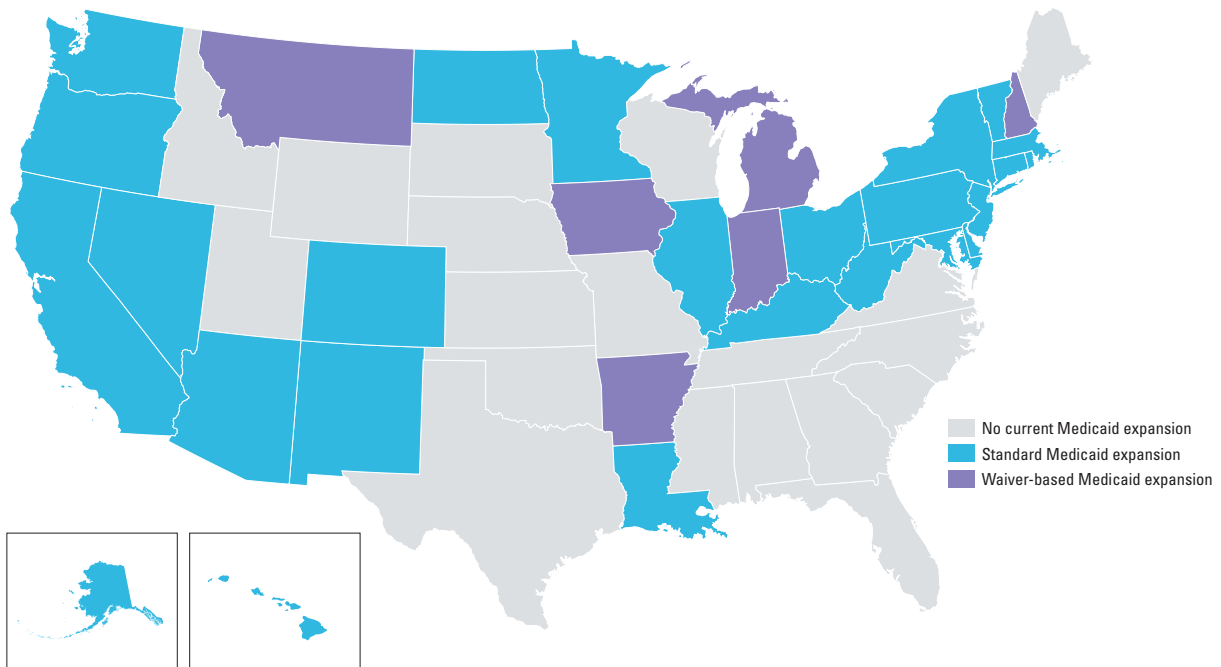 No current Medicaid expansion
Standard Medicaid expansion
Waiver-based Medicaid expansion